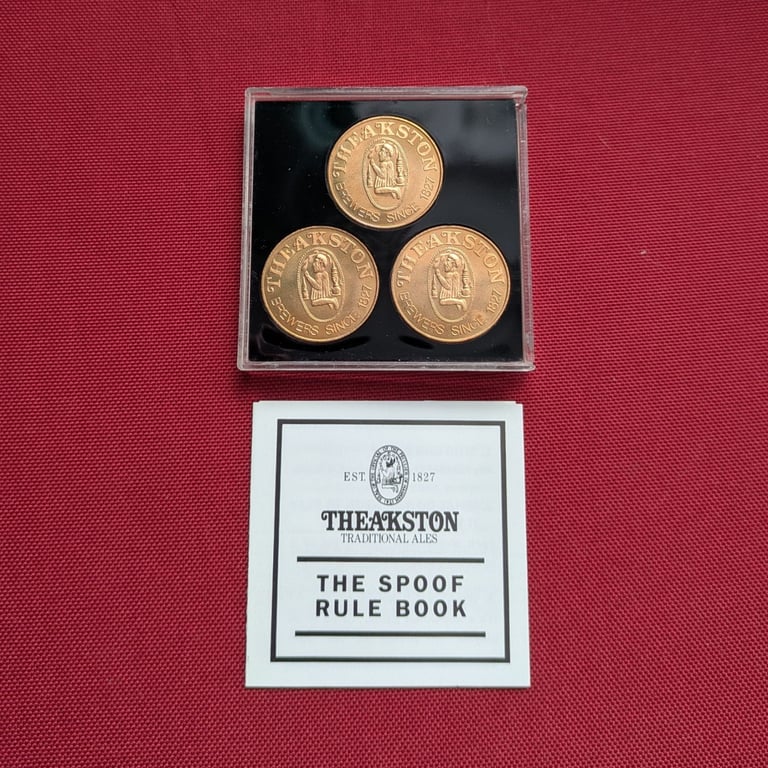 THEAKSTON
BREWERS SINCE 1827
THEAKSTON
BREWERS SINCE 1827
THEAKSTON
BREWERS SINCE 1827
EST. 1827
THEAKSTON
TRADITIONAL ALES
THE SPOOF
RULE BOOK